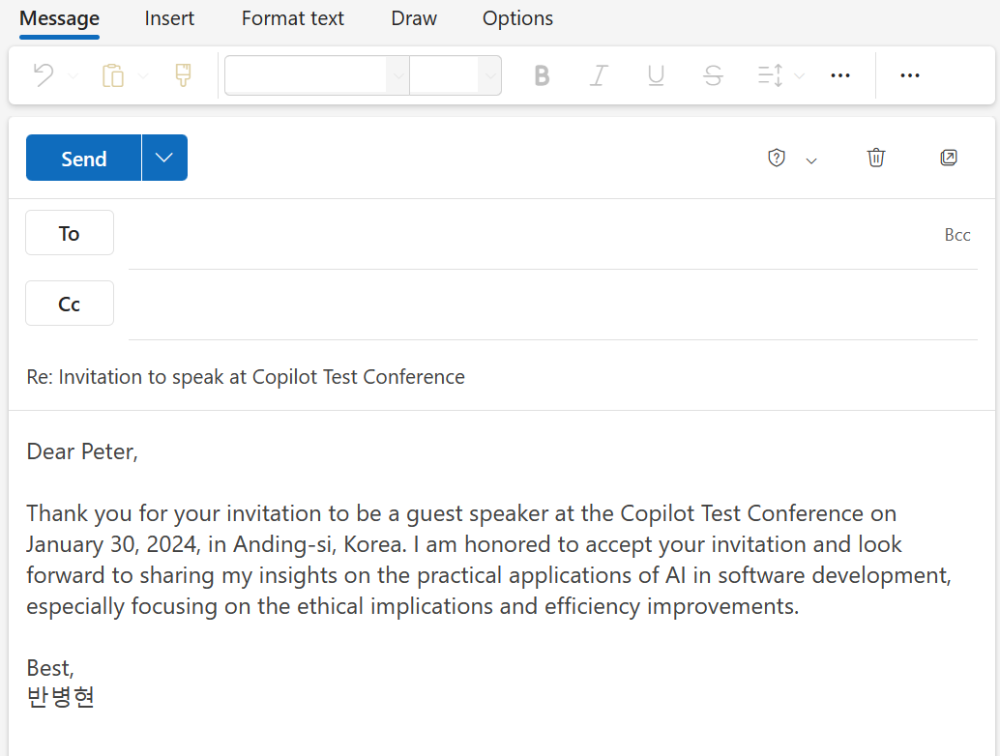 Message Insert Format text Draw Options
B I U S
Send
To Bcc
Cc
Re: Invitation to speak at Copilot Test Conference
Dear Peter,
Thank you for your invitation to be a guest speaker at the Copilot Test Conference on
January 30, 2024, in Anding-si, Korea. I am honored to accept your invitation and look
forward to sharing my insights on the practical applications of AI in software development,
especially focusing on the ethical implications and efficiency improvements.
Best,
반병현